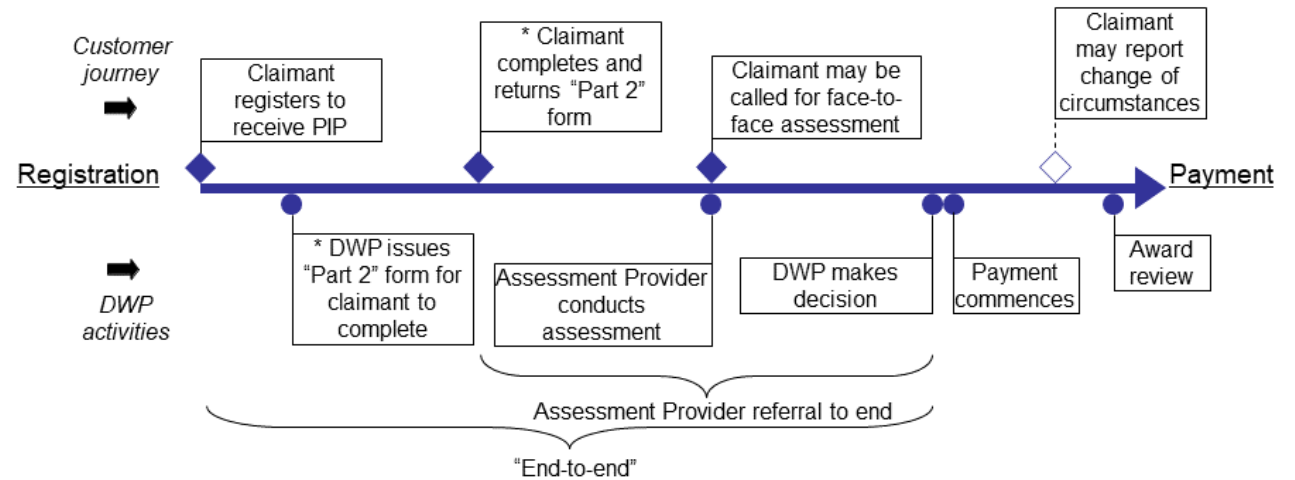 Customer
journey
Claimant
registers to
receive PIP
* Claimant
completes and
returns “Part 2”
form
Claimant may be
called for face-to-
face assessment
Claimant
may report
change of
circumstances
Registration
Payment
DWP
activities
* DWP issues
“Part 2” form for
claimant to
complete
Assessment Provider
conducts
assessment
DWP makes
decision
Payment
commences
Award
review
Assessment Provider referral to end
“End-to-end”